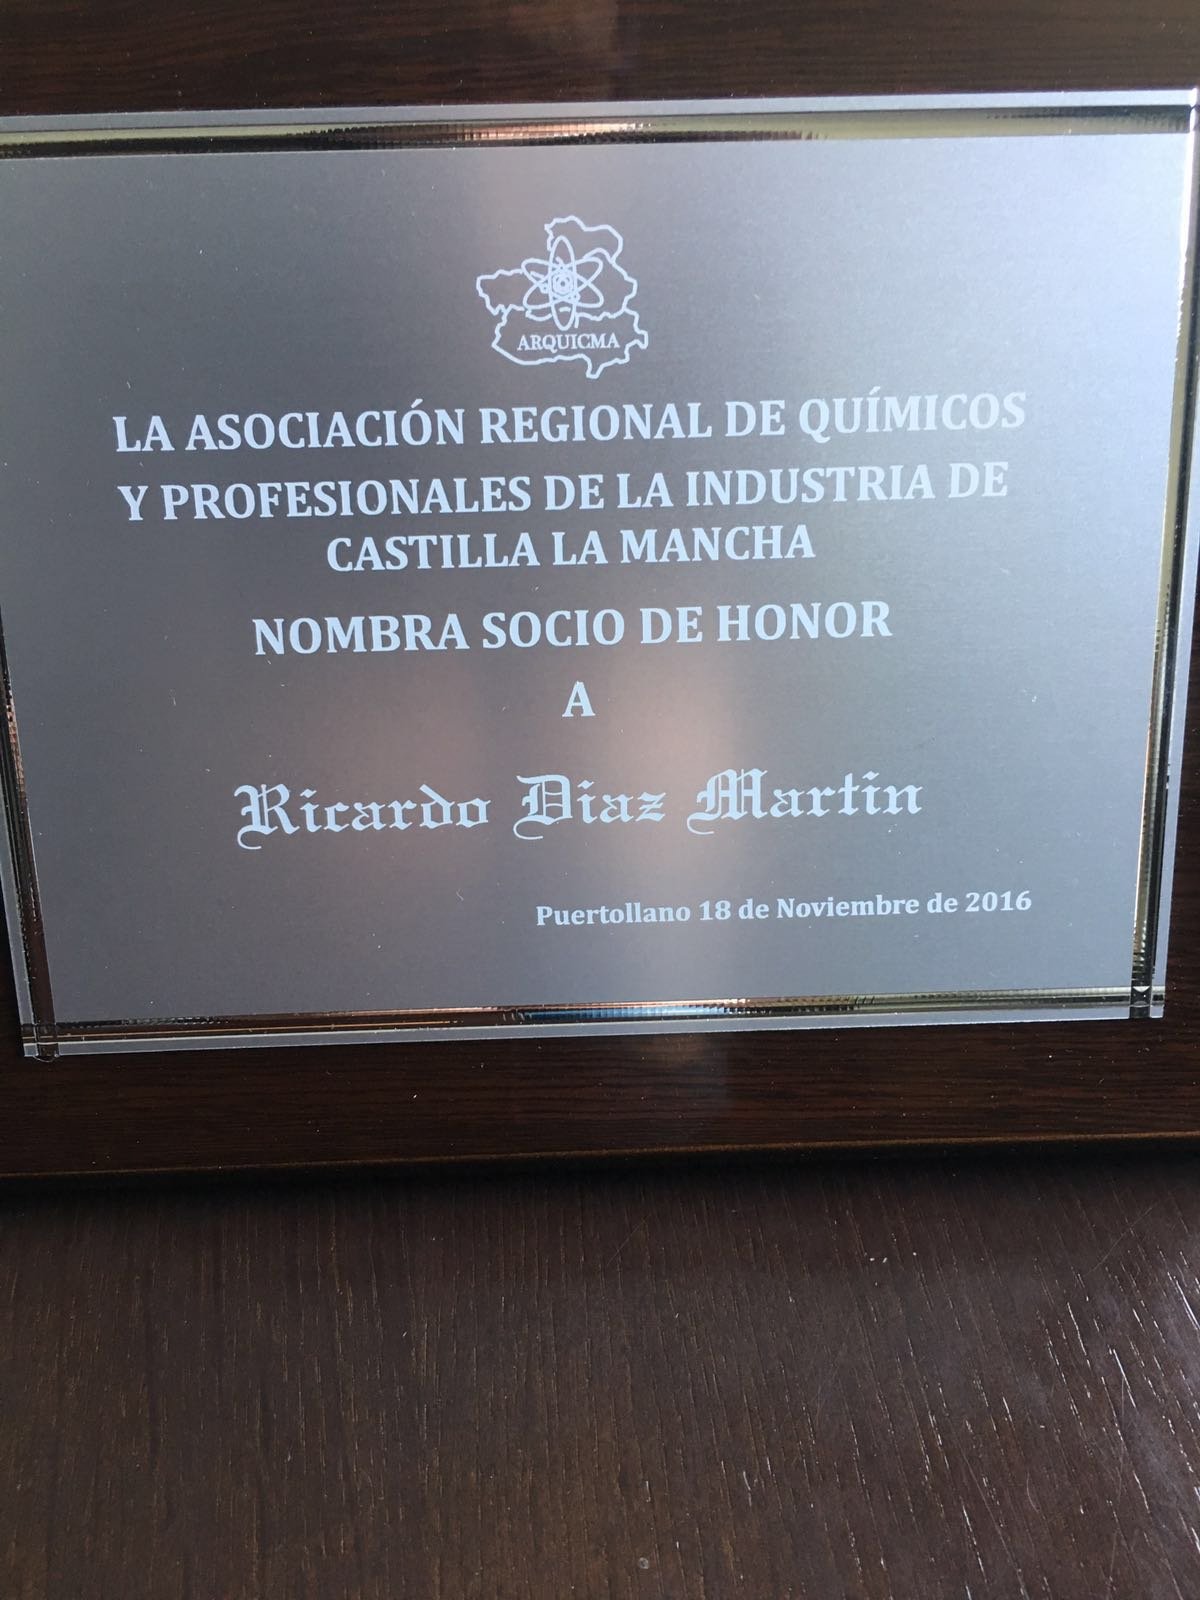 ARQUICMA
LA ASOCIACIÓN REGIONAL DE QUÍMICOS
Y PROFESIONALES DE LA INDUSTRIA DE
CASTILLA LA MANCHA
NOMBRA SOCIO DE HONOR
A
Ricardo Diaz Martin
Puertollano 18 de Noviembre de 2016